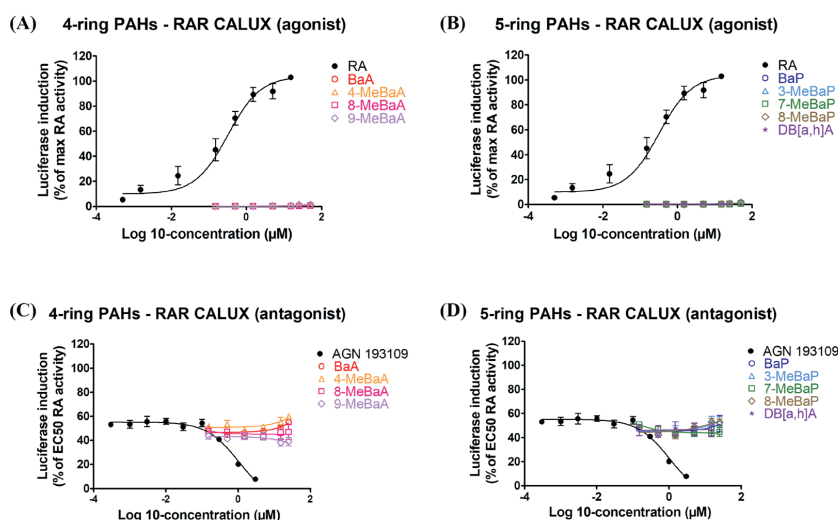 (A) 4-ring PAHs - RAR CALUX (agonist)
Luciferase induction
(% of max RA activity)
120
100
80
60
40
20
0
-4
-2
0
2
Log 10-concentration (µM)
RA
BaA
4-MeBaA
8-MeBaA
9-MeBaA
(B) 5-ring PAHs - RAR CALUX (agonist)
Luciferase induction
(% of max RA activity)
120
100
80
60
40
20
0
-4
-2
0
2
Log 10-concentration (µM)
RA
BaP
3-MeBaP
7-MeBaP
8-MeBaP
DB[a,h]A
(C) 4-ring PAHs - RAR CALUX (antagonist)
Luciferase induction
(% of EC50 RA activity)
120
100
80
60
40
20
0
-4
-2
0
2
Log 10-concentration (µM)
AGN 193109
BaA
4-MeBaA
8-MeBaA
9-MeBaA
(D) 5-ring PAHs - RAR CALUX (antagonist)
Luciferase induction
(% of EC50 RA activity)
120
100
80
60
40
20
0
-4
-2
0
2
Log 10-concentration (µM)
AGN 193109
BaP
3-MeBaP
7-MeBaP
8-MeBaP
DB[a,h]A